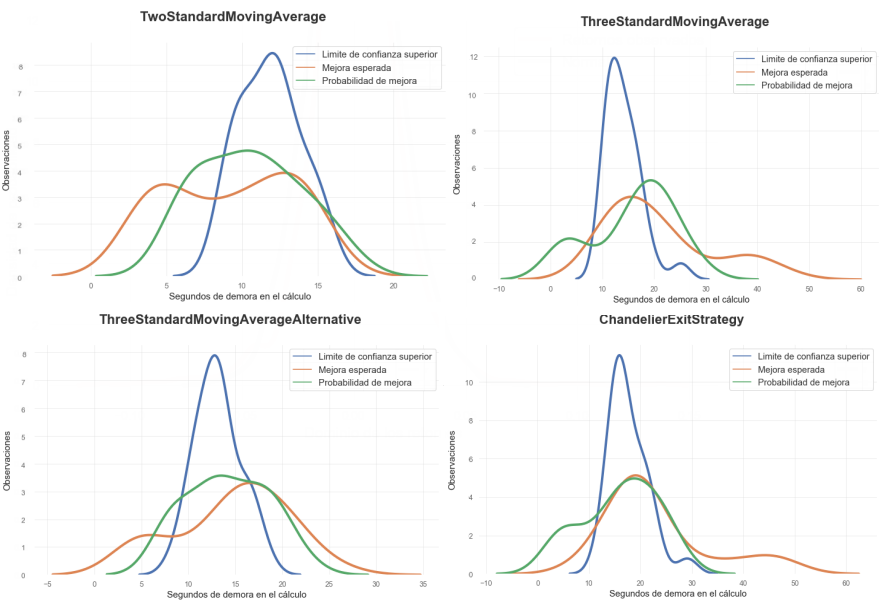 TwoStandardMovingAverage
Limite de confianza superior
Mejora esperada
Probabilidad de mejora
Observaciones
8
7
6
5
4
3
2
1
0
0 5 10 15 20
Segundos de demora en el cálculo
ThreeStandardMovingAverage
Limite de confianza superior
Mejora esperada
Probabilidad de mejora
Observaciones
12
10
8
6
4
2
0
−10 0 10 20 30 40 50 60
Segundos de demora en el cálculo
ThreeStandardMovingAverageAlternative
Limite de confianza superior
Mejora esperada
Probabilidad de mejora
Observaciones
8
7
6
5
4
3
2
1
0
−5 0 5 10 15 20 25 30 35
Segundos de demora en el cálculo
ChandelierExitStrategy
Limite de confianza superior
Mejora esperada
Probabilidad de mejora
Observaciones
10
8
6
4
2
0
−10 0 10 20 30 40 50 60
Segundos de demora en el cálculo